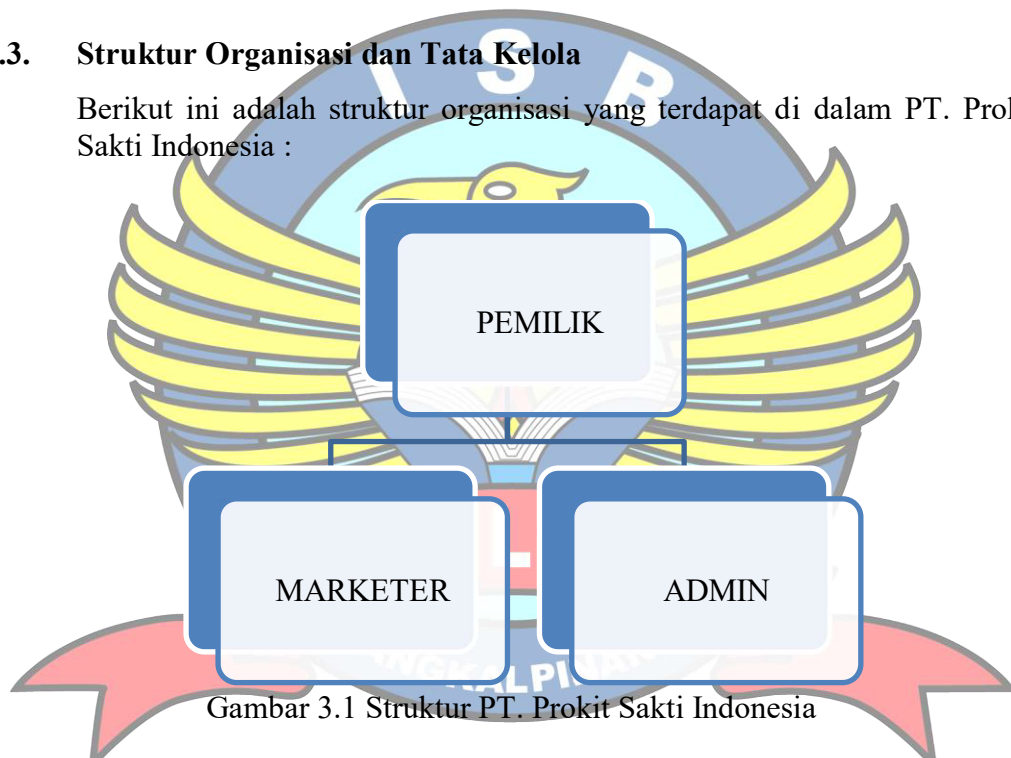 .3. Struktur Organisasi dan Tata Kelola
Berikut ini adalah struktur organisasi yang terdapat di dalam PT. Prok
Sakti Indonesia :
I S B
PEMILIK
MARKETER
ADMIN
Gambar 3.1 Struktur PT. Prokit Sakti Indonesia